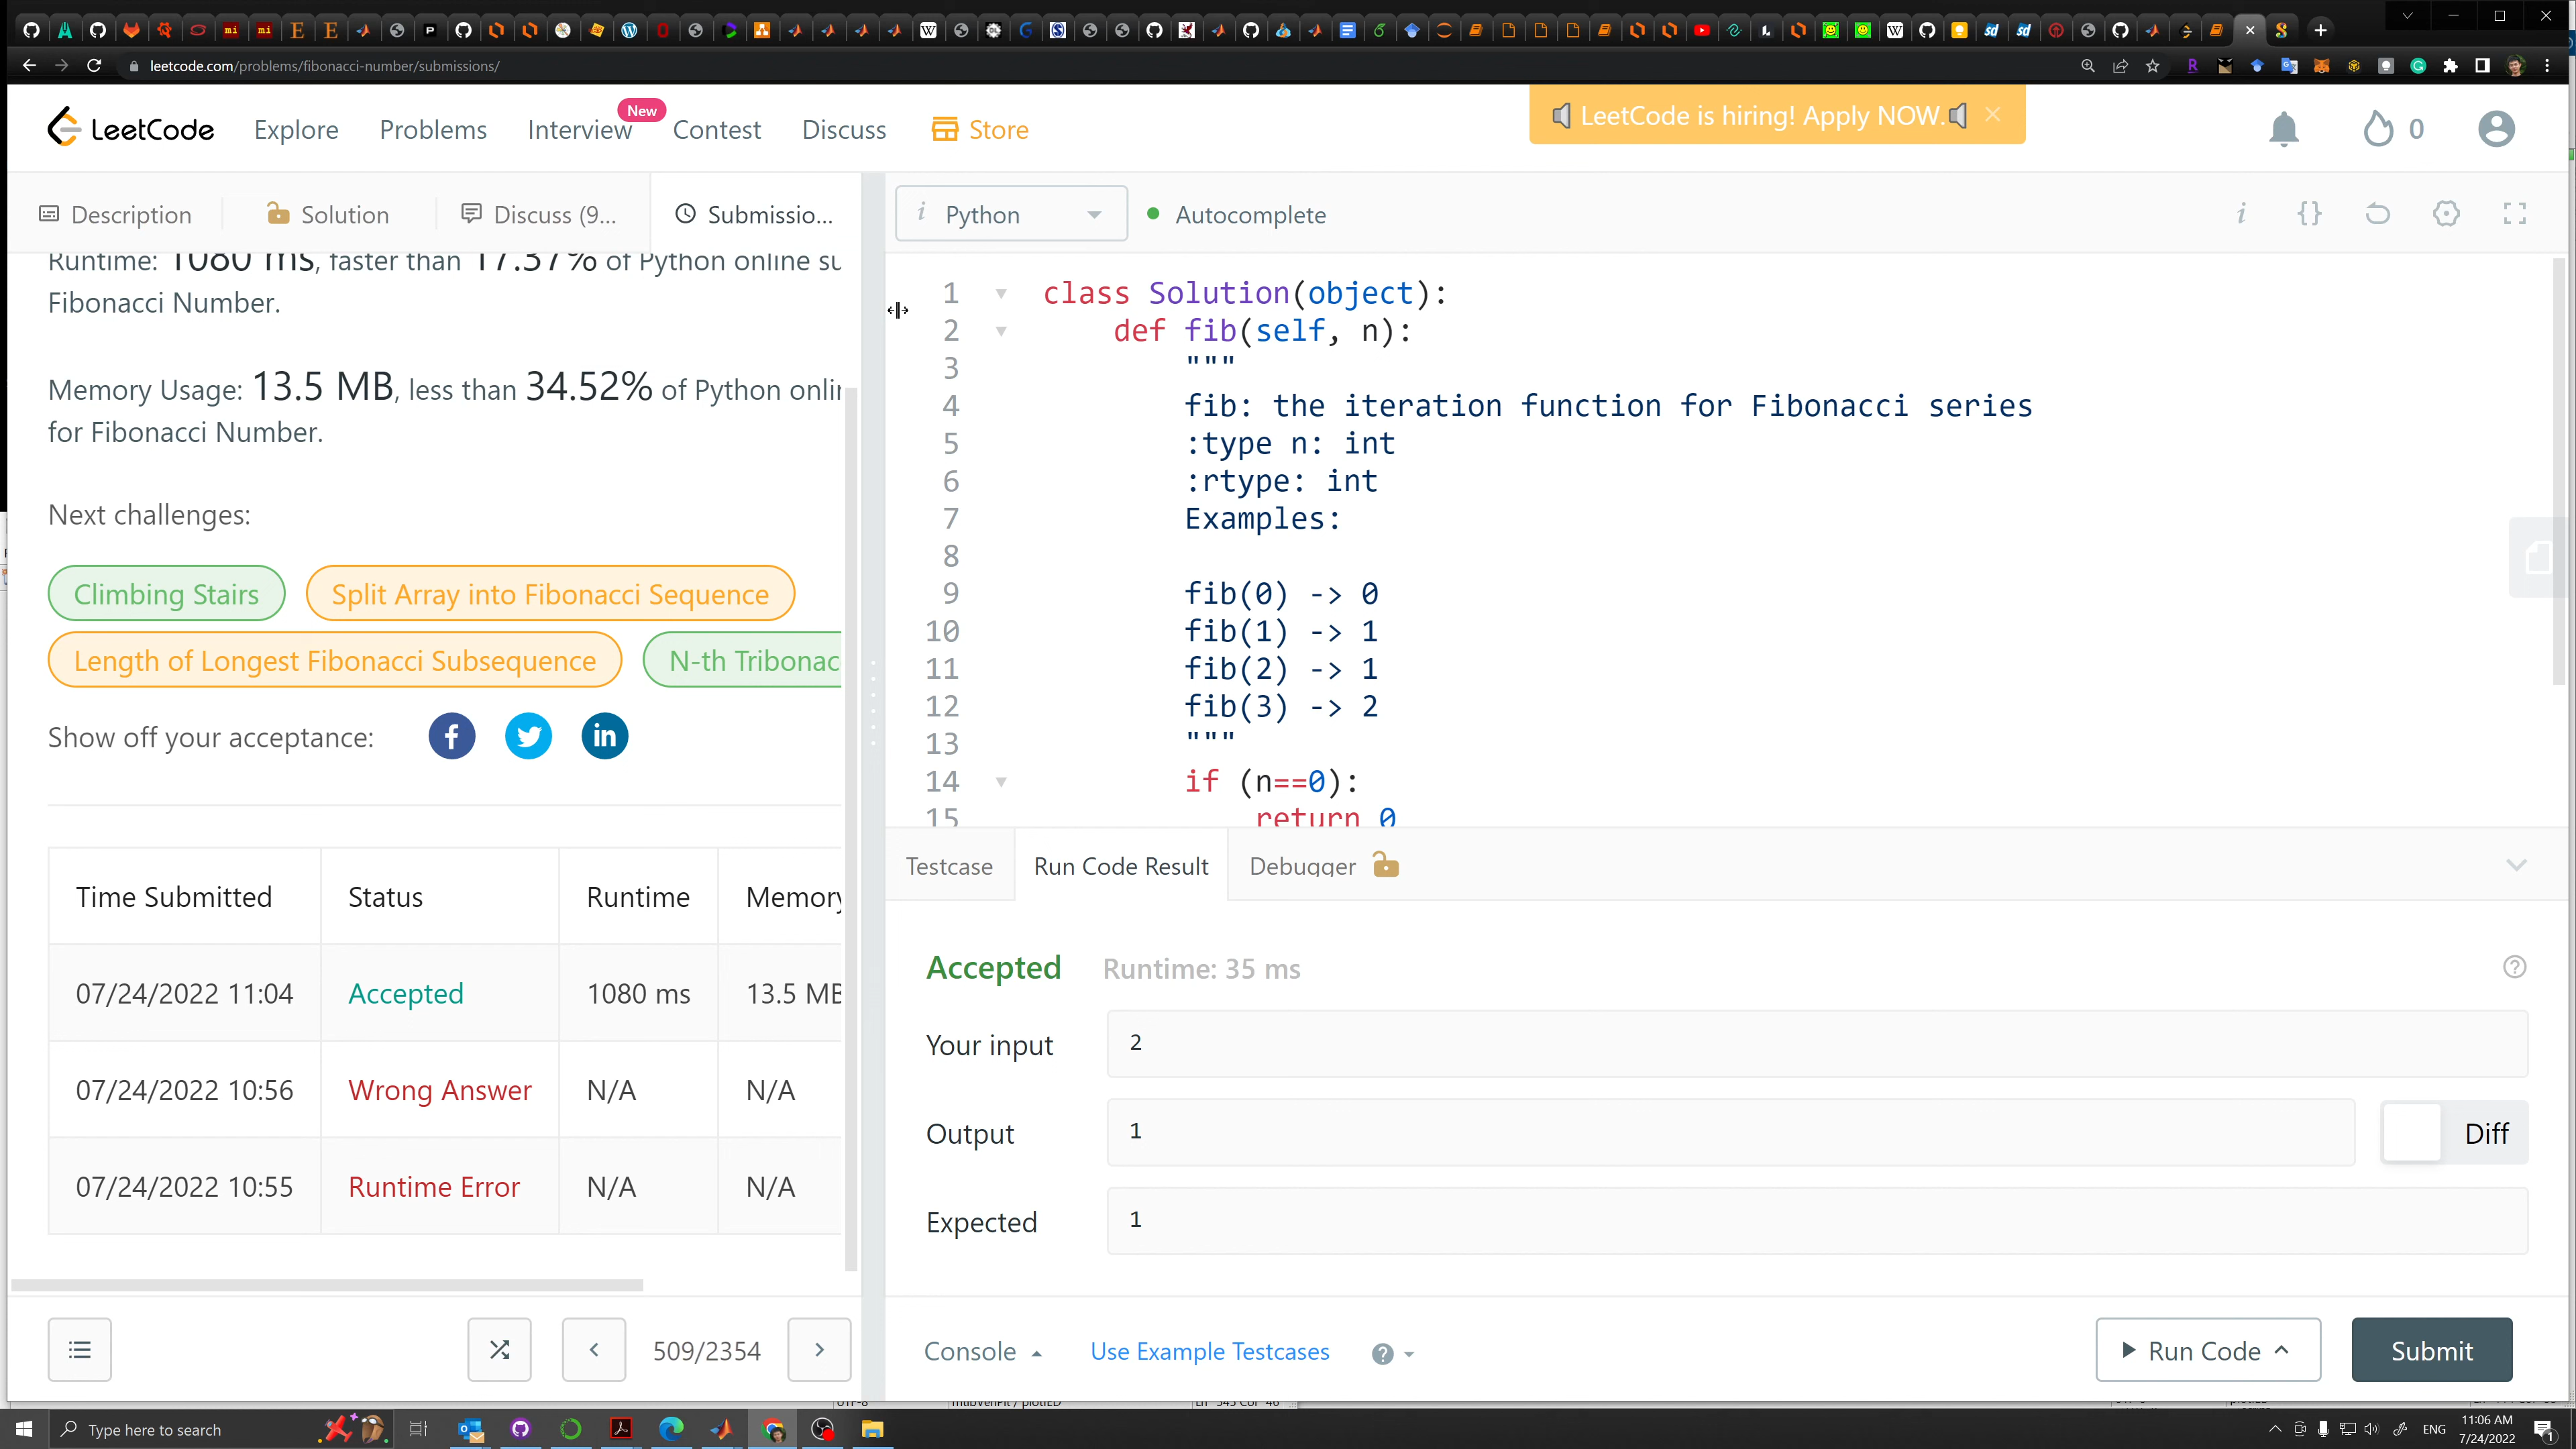 leetcode.com/problems/fibonacci-number/submissions/
LeetCode
Explore
Problems
Interview
New
Contest
Discuss
Store
LeetCode is hiring! Apply NOW.
0
Description
Solution
Discuss (9...
Submissio...
Python
Autocomplete
Runtime: 1080 ms, faster than 17.37% of Python online su
Fibonacci Number.
Memory Usage: 13.5 MB, less than 34.52% of Python onlin
for Fibonacci Number.
Next challenges:
Climbing Stairs
Split Array into Fibonacci Sequence
Length of Longest Fibonacci Subsequence
N-th Tribonacc
Show off your acceptance:
Time Submitted Status Runtime Memory
07/24/2022 11:04 Accepted 1080 ms 13.5 MB
07/24/2022 10:56 Wrong Answer N/A N/A
07/24/2022 10:55 Runtime Error N/A N/A
509/2354
1 class Solution(object):
2 def fib(self, n):
3 """
4 fib: the iteration function for Fibonacci series
5 :type n: int
6 :rtype: int
7 Examples:
8
9 fib(0) -> 0
10 fib(1) -> 1
11 fib(2) -> 1
12 fib(3) -> 2
13 """
14 if (n==0):
15 return 0
Testcase
Run Code Result
Debugger
Accepted Runtime: 35 ms
Your input 2
Output 1
Diff
Expected 1
Console
Use Example Testcases
Run Code
Submit
Type here to search
ENG
11:06 AM
7/24/2022
1